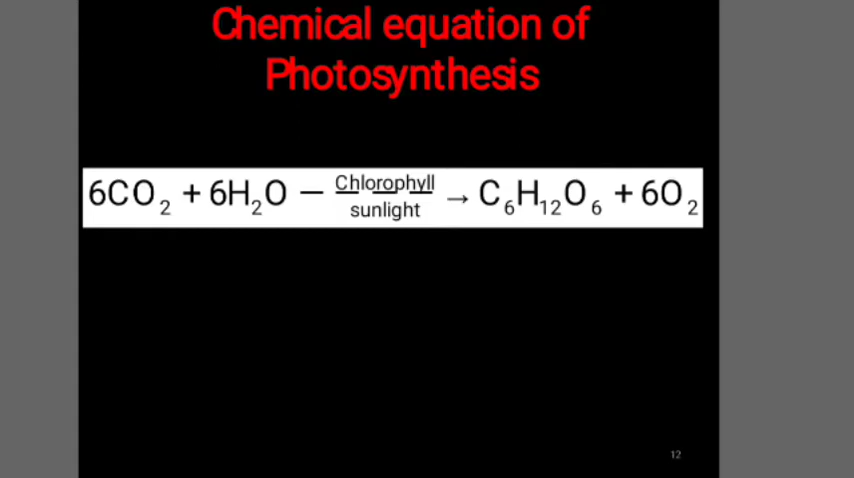 Chemical equation of
Photosynthesis
6CO₂ + 6H₂O — Chlorophyll / sunlight → C₆H₁₂O₆ + 6O₂
12